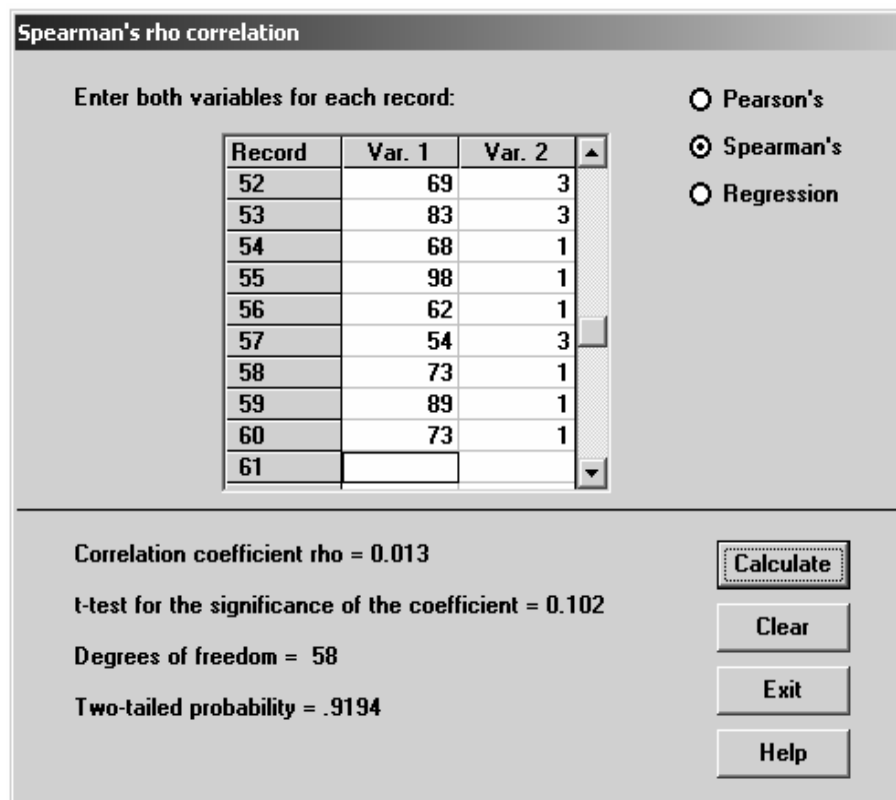 Spearman's rho correlation
Enter both variables for each record:
Pearson's
Spearman's
Regression
Record Var. 1 Var. 2
52 69 3
53 83 3
54 68 1
55 98 1
56 62 1
57 54 3
58 73 1
59 89 1
60 73 1
61
Correlation coefficient rho = 0.013
t-test for the significance of the coefficient = 0.102
Degrees of freedom = 58
Two-tailed probability = .9194
Calculate
Clear
Exit
Help